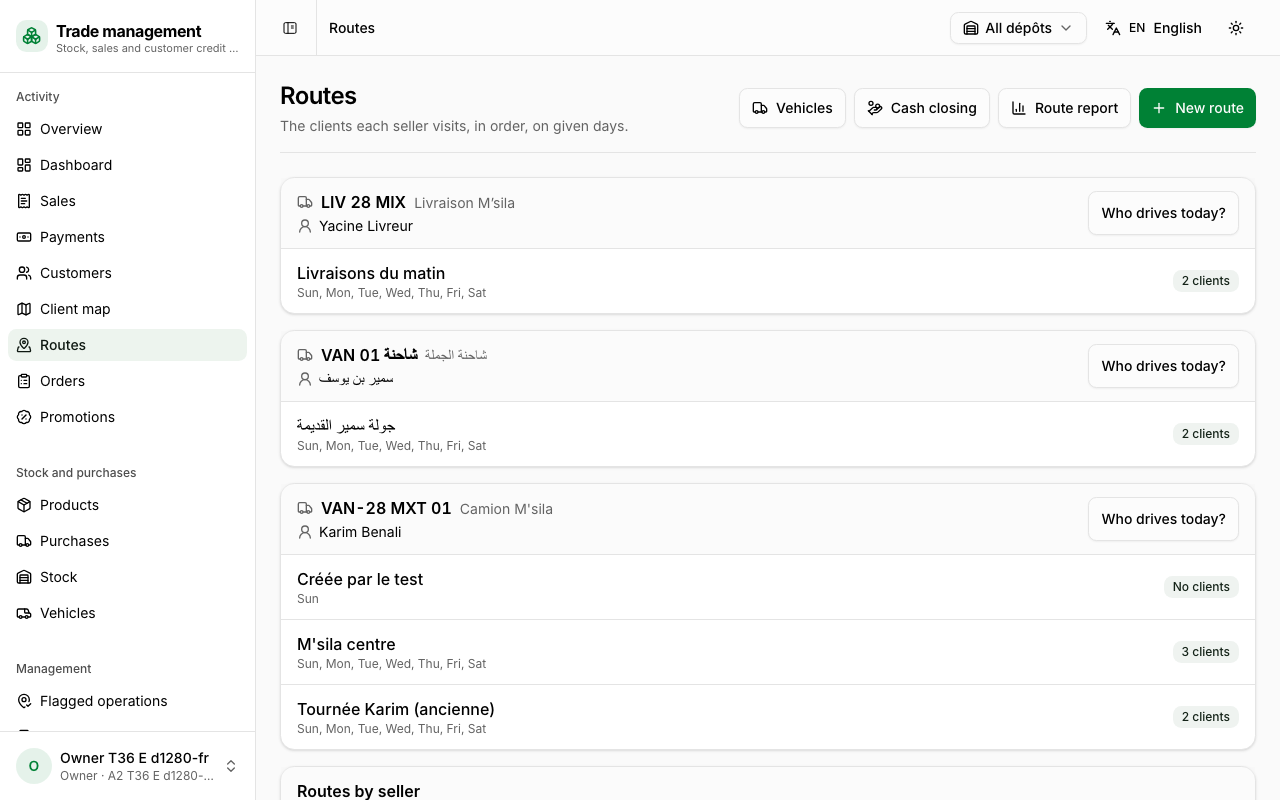 Trade management
Stock, sales and customer credit ...
Activity
Overview
Dashboard
Sales
Payments
Customers
Client map
Routes
Orders
Promotions
Stock and purchases
Products
Purchases
Stock
Vehicles
Management
Flagged operations
O
Owner T36 E d1280-fr
Owner · A2 T36 E d1280-...
Routes
All dépôts
EN English
Routes
The clients each seller visits, in order, on given days.
Vehicles
Cash closing
Route report
New route
LIV 28 MIX Livraison M’sila
Yacine Livreur
Who drives today?
Livraisons du matin
Sun, Mon, Tue, Wed, Thu, Fri, Sat
2 clients
VAN 01 شاحنة شاحنة الجملة
سمير بن يوسف
Who drives today?
جولة سمير القديمة
Sun, Mon, Tue, Wed, Thu, Fri, Sat
2 clients
VAN-28 MXT 01 Camion M'sila
Karim Benali
Who drives today?
Créée par le test
Sun
No clients
M'sila centre
Sun, Mon, Tue, Wed, Thu, Fri, Sat
3 clients
Tournée Karim (ancienne)
Sun, Mon, Tue, Wed, Thu, Fri, Sat
2 clients
Routes by seller